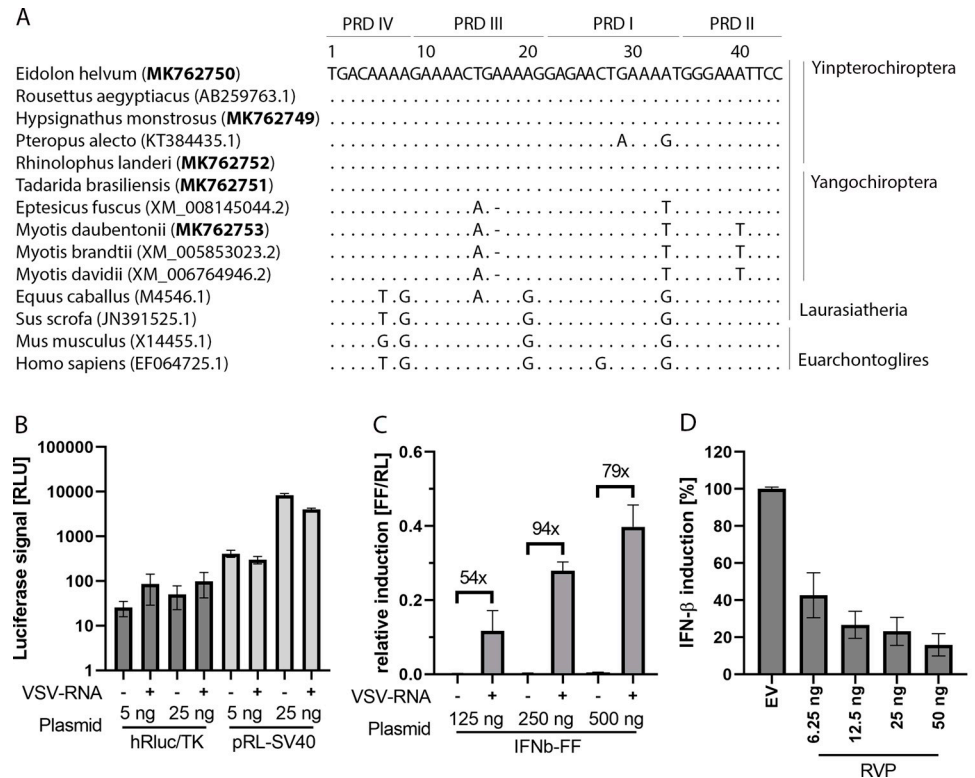 A
PRD IV PRD III PRD I PRD II
1 10 20 30 40
Eidolon helvum (MK762750) TGACAAAAGAAAACTGAAAAGGAGAACTGAAAATGGGAAATTCC
Yinpterochiroptera
Rousettus aegyptiacus (AB259763.1) ............................................
Hypsignathus monstrosus (MK762749) ............................................
Pteropus alecto (KT384435.1) ............................A...G...........
Rhinolophus landeri (MK762752) ............................................
Tadarida brasiliensis (MK762751) ............................................
Yangochiroptera
Eptesicus fuscus (XM_008145044.2) ..............A.-...............T...........
Myotis daubentonii (MK762753) ..............A.-...............T......T....
Myotis brandtii (XM_005853023.2) ..............A.-...............T......T....
Myotis davidii (XM_006764946.2) ..............A.-...............T......T....
Equus caballus (M4546.1) .....T.G......A....G............G...........
Laurasiatheria
Sus scrofa (JN391525.1) .....T.G...........G............G...........
Mus musculus (X14455.1) .....G.G...........G............G...........
Homo sapiens (EF064725.1) .....T.G...........G......G.....G...........
Euarchontoglires
B
Luciferase signal [RLU]
100000
10000
1000
100
10
1
VSV-RNA - + - + - + - +
Plasmid 5 ng 25 ng 5 ng 25 ng
hRluc/TK pRL-SV40
C
relative induction [FF/RL]
0.6
0.4
0.2
0.0
54x
94x
79x
VSV-RNA - + - + - +
Plasmid 125 ng 250 ng 500 ng
IFNb-FF
D
IFN-β induction [%]
120
100
80
60
40
20
0
EV 6.25 ng 12.5 ng 25 ng 50 ng
RVP